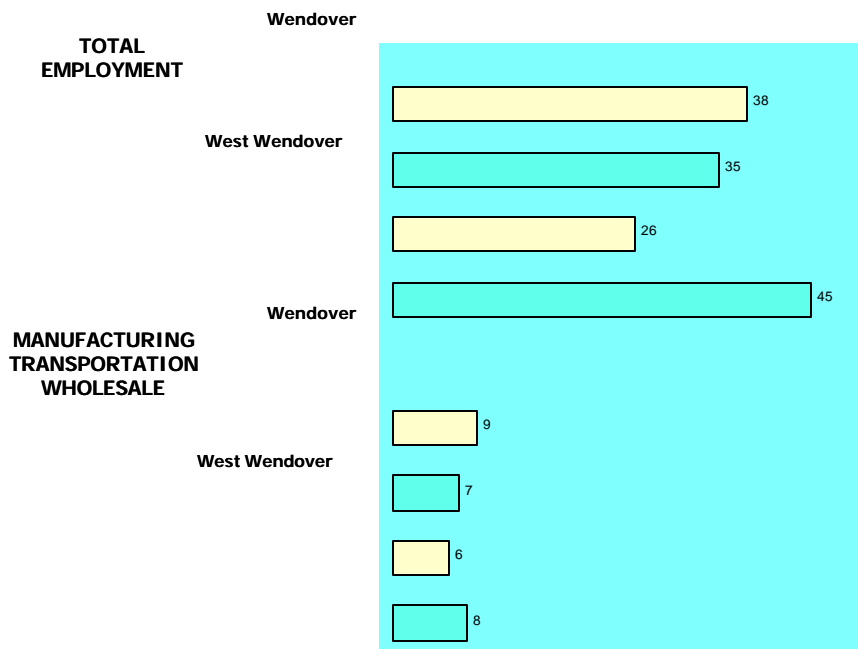 Wendover
TOTAL
EMPLOYMENT
38
West Wendover
35
26
45
Wendover
MANUFACTURING
TRANSPORTATION
WHOLESALE
9
West Wendover
7
6
8